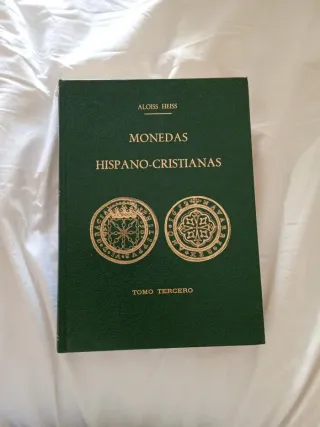 ALOISS HEISS
MONEDAS
HISPANO-CRISTIANAS
TOMO TERCERO